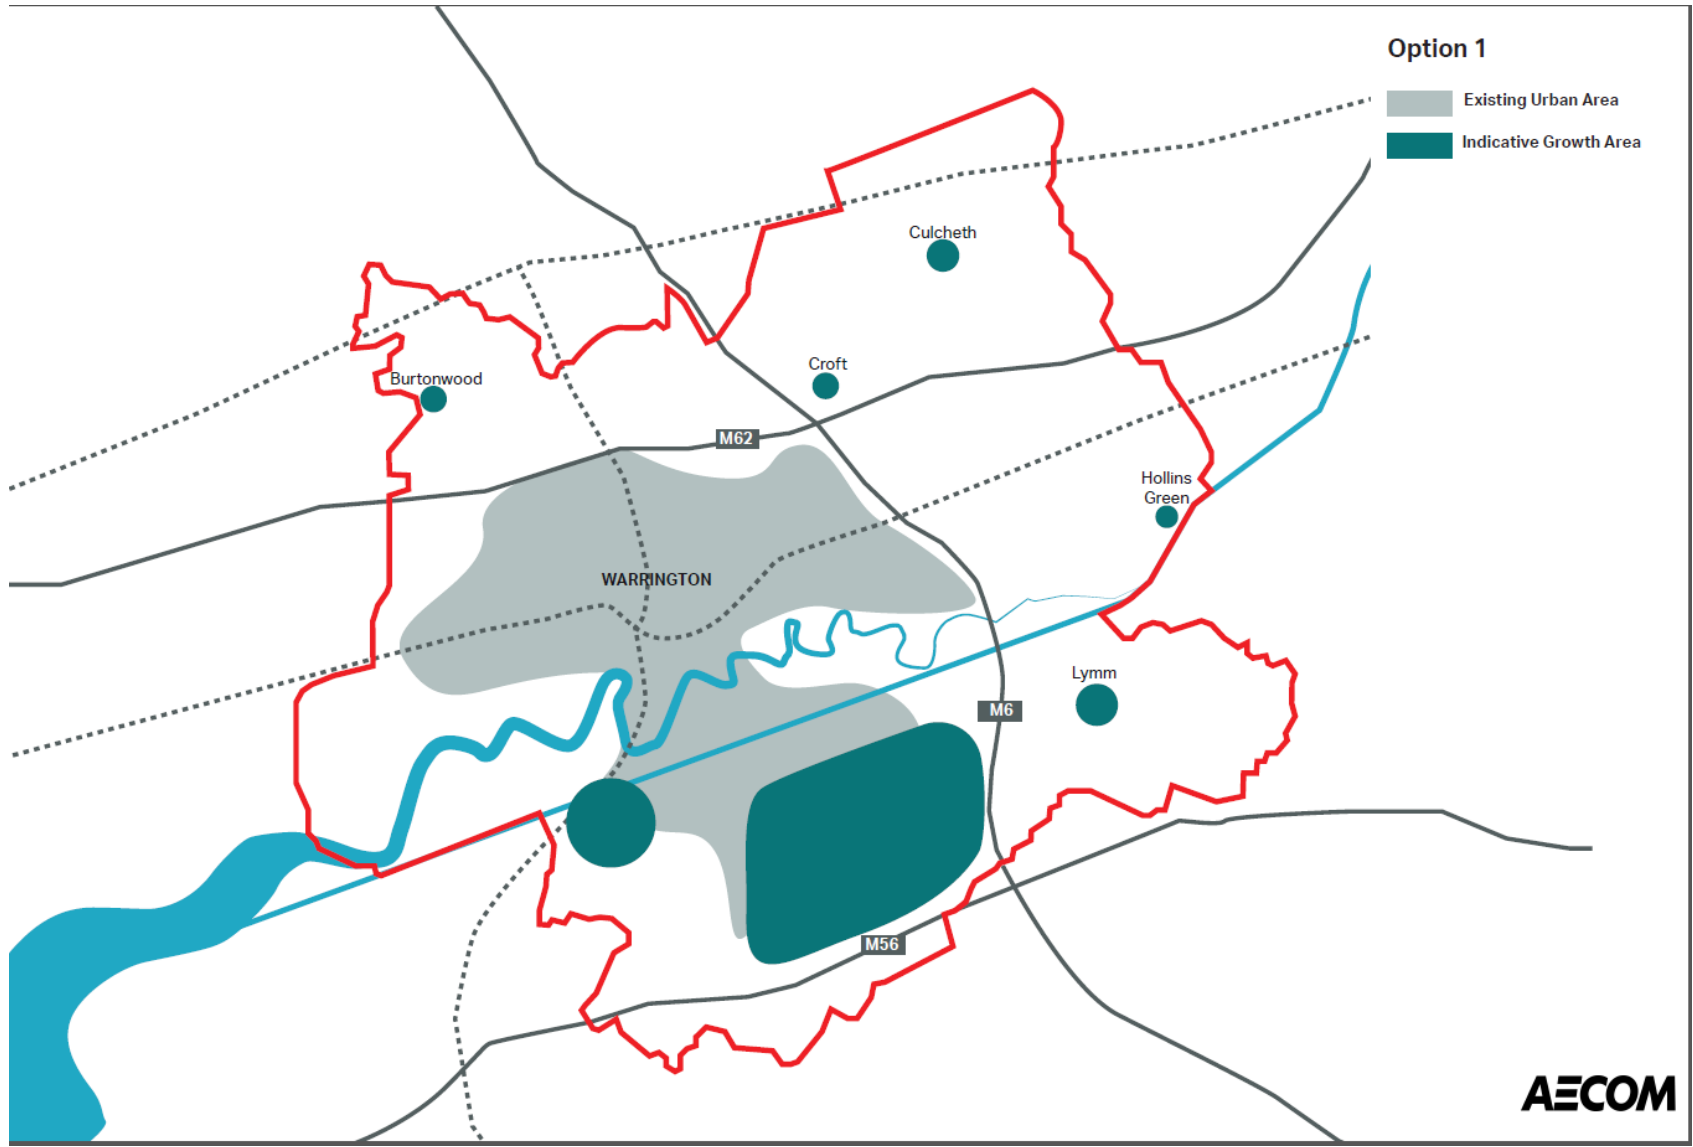 Option 1
Existing Urban Area
Indicative Growth Area
Culcheth
Croft
Burtonwood
M62
Hollins
Green
WARRINGTON
Lymm
M6
M56
AECOM